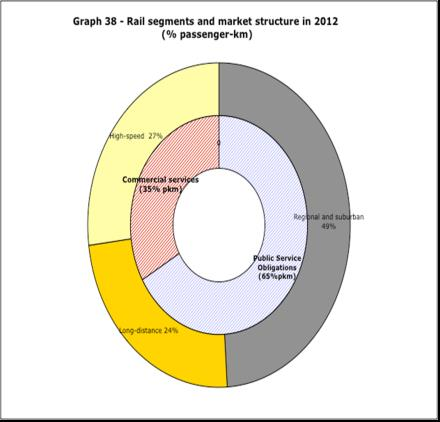 Graph 38 - Rail segments and market structure in 2012
(% passenger-km)
High-speed 27%
0
Commercial services
(35% pkm)
Regional and suburban
49%
Public Service
Obligations
(65%pkm)
Long-distance 24%